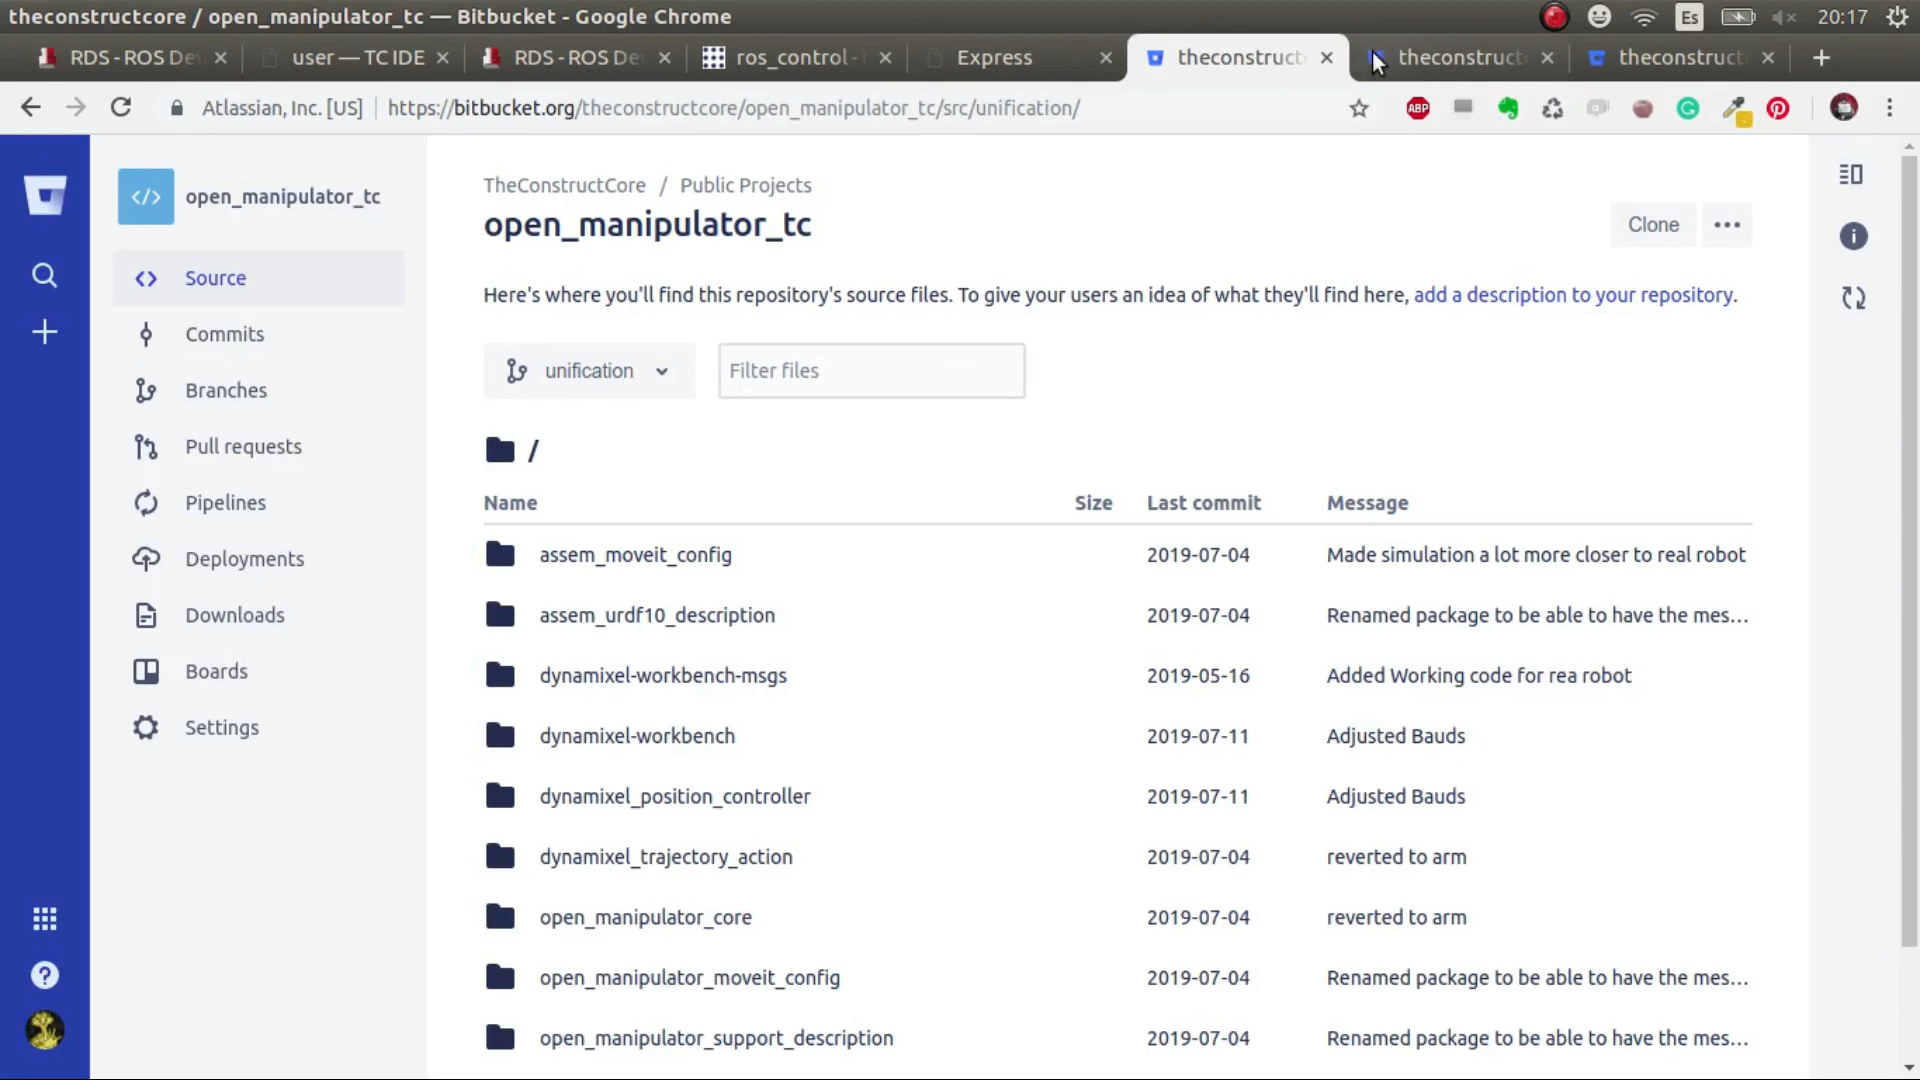 theconstructcore / open_manipulator_tc — Bitbucket - Google Chrome
Es
20:17
RDS - ROS De
user — TC IDE
RDS - ROS De
ros_control -
Express
theconstruct
theconstruct
theconstruct
Atlassian, Inc. [US]
https://bitbucket.org/theconstructcore/open_manipulator_tc/src/unification/
ABP
open_manipulator_tc
Source
Commits
Branches
Pull requests
Pipelines
Deployments
Downloads
Boards
Settings
TheConstructCore / Public Projects
open_manipulator_tc
Clone
Here's where you'll find this repository's source files. To give your users an idea of what they'll find here, add a description to your repository.
unification
Filter files
/
Name Size Last commit Message
assem_moveit_config 2019-07-04 Made simulation a lot more closer to real robot
assem_urdf10_description 2019-07-04 Renamed package to be able to have the mes...
dynamixel-workbench-msgs 2019-05-16 Added Working code for rea robot
dynamixel-workbench 2019-07-11 Adjusted Bauds
dynamixel_position_controller 2019-07-11 Adjusted Bauds
dynamixel_trajectory_action 2019-07-04 reverted to arm
open_manipulator_core 2019-07-04 reverted to arm
open_manipulator_moveit_config 2019-07-04 Renamed package to be able to have the mes...
open_manipulator_support_description 2019-07-04 Renamed package to be able to have the mes...